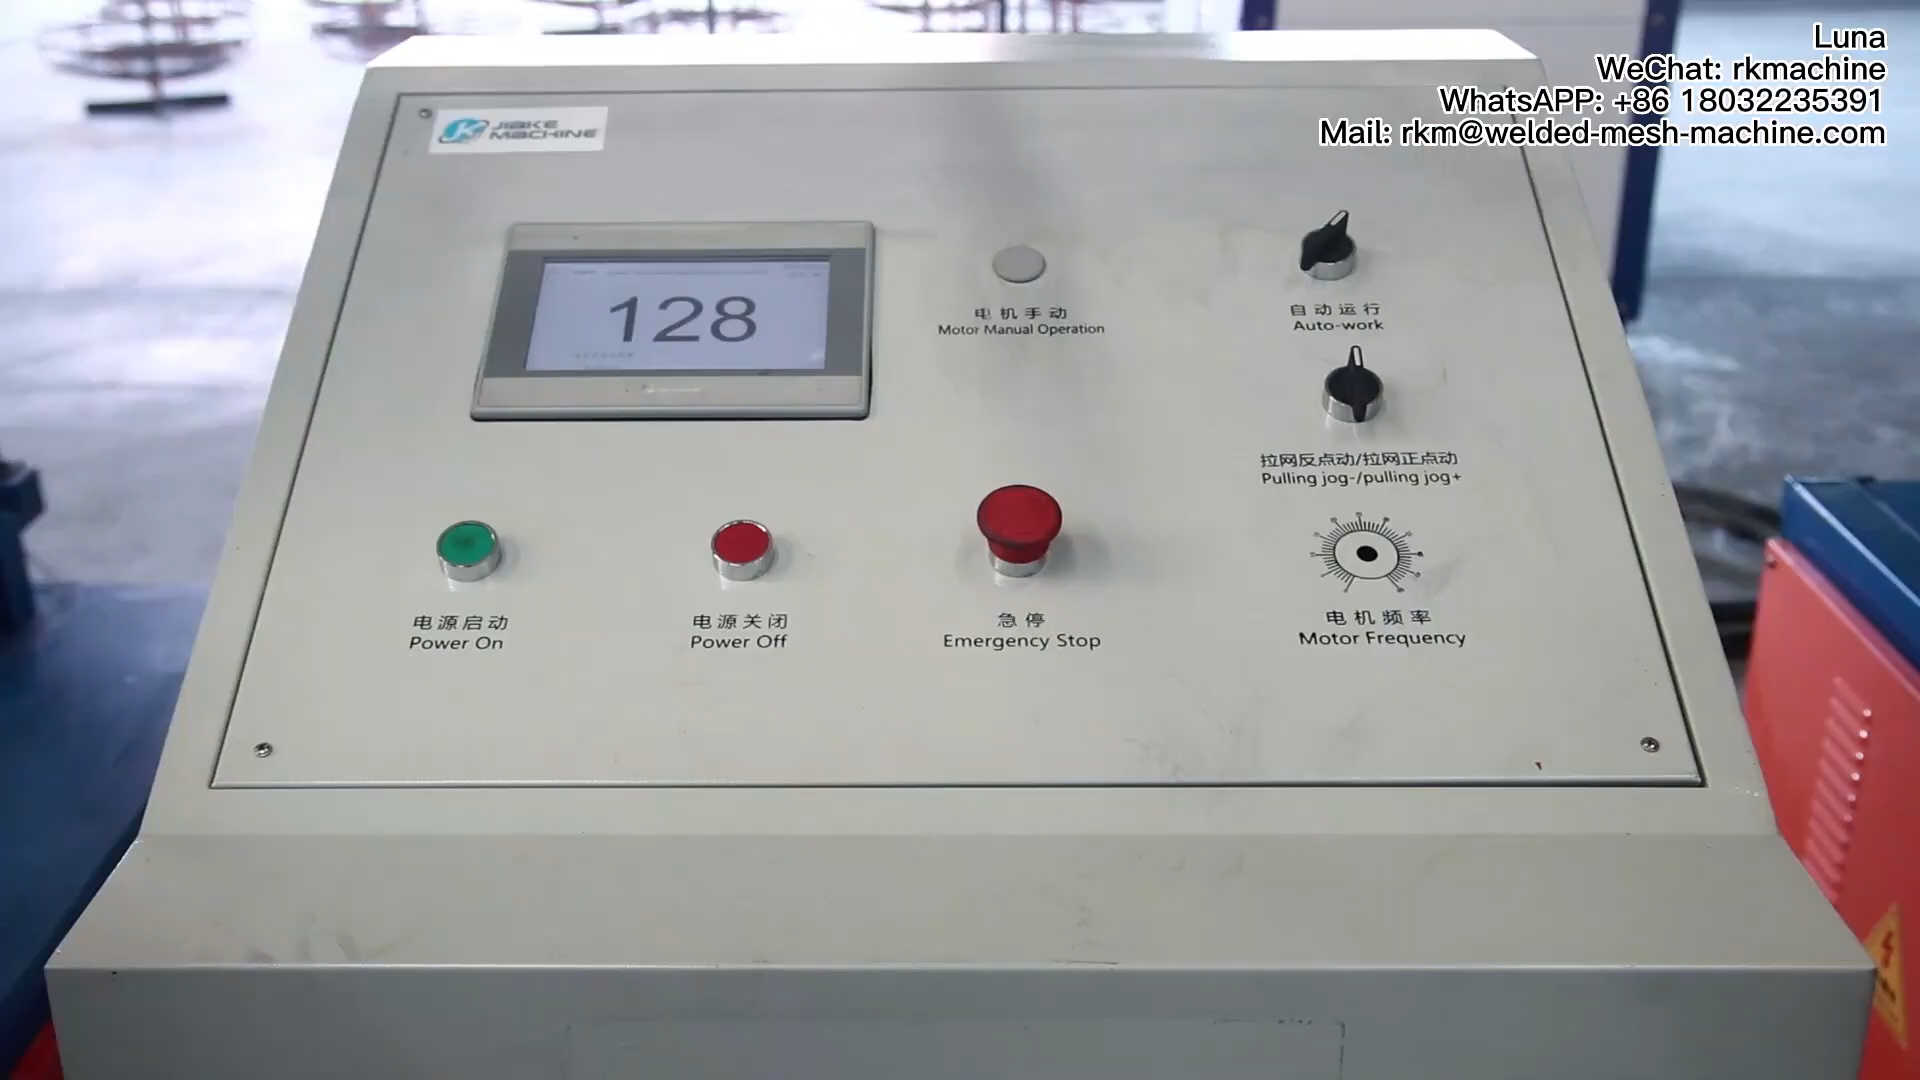 Luna
WeChat: rkmachine
WhatsAPP: +86 18032235391
Mail: rkm@welded-mesh-machine.com
JK JIAKE
MACHINE
128
电机手动
Motor Manual Operation
自动运行
Auto-work
拉网反点动/拉网正点动
Pulling jog-/pulling jog+
电源启动
Power On
电源关闭
Power Off
急停
Emergency Stop
电机频率
Motor Frequency